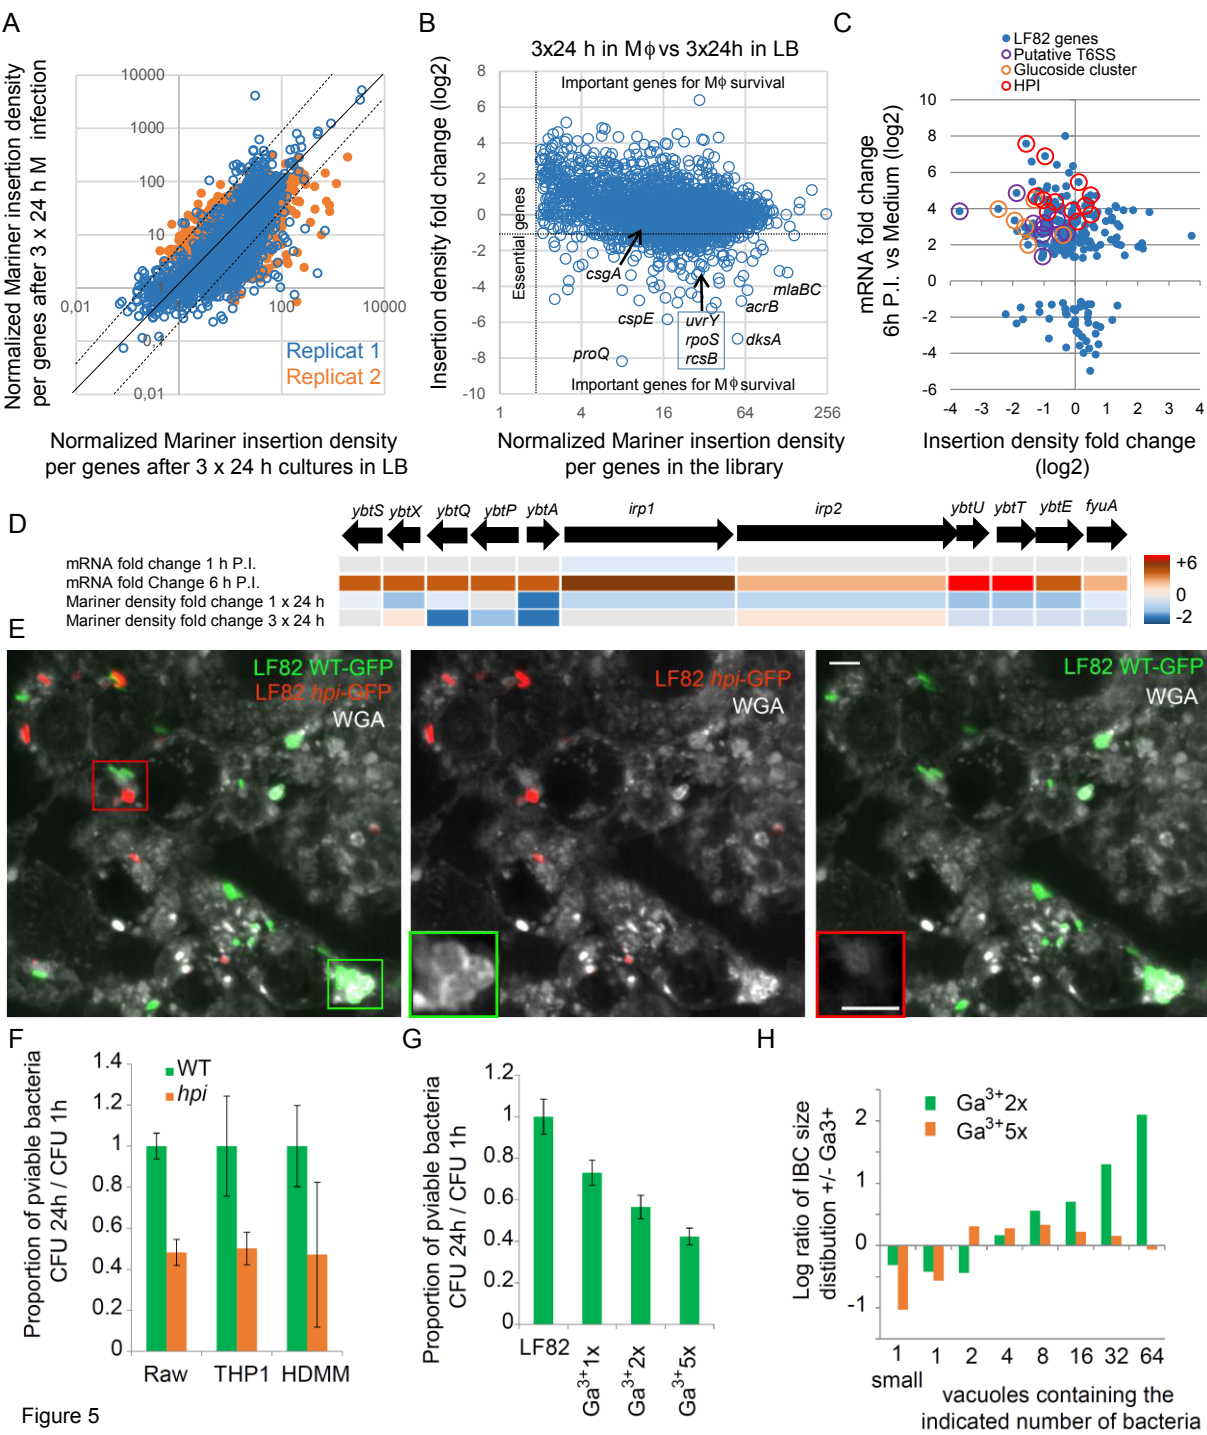 A
Normalized Mariner insertion density
per genes after 3 x 24 h M infection
10000
1000
100
10
1
0,1
0,01
0,01
100
10000
Replicat 1
Replicat 2
Normalized Mariner insertion density
per genes after 3 x 24 h cultures in LB
B
3x24 h in Mϕ vs 3x24h in LB
Insertion density fold change (log2)
8
6
4
2
0
-2
-4
-6
-8
-10
Important genes for Mϕ survival
Essential genes
csgA
cspE
proQ
uvrY
rpoS
rcsB
mlaBC
acrB
dksA
Important genes for Mϕ survival
1
4
16
64
256
Normalized Mariner insertion density
per genes in the library
C
LF82 genes
Putative T6SS
Glucoside cluster
HPI
mRNA fold change
6h P.I. vs Medium (log2)
10
8
6
4
2
0
-2
-4
-6
-4
-3
-2
-1
0
1
2
3
4
Insertion density fold change
(log2)
D
ybtS
ybtX
ybtQ
ybtP
ybtA
irp1
irp2
ybtU
ybtT
ybtE
fyuA
mRNA fold change 1 h P.I.
mRNA fold Change 6 h P.I.
Mariner density fold change 1 x 24 h
Mariner density fold change 3 x 24 h
+6
0
-2
E
LF82 WT-GFP
LF82 hpi-GFP
WGA
LF82 hpi-GFP
WGA
LF82 WT-GFP
WGA
F
Proportion of pviable bacteria
CFU 24h / CFU 1h
1.4
1.2
1
0.8
0.6
0.4
0.2
0
WT
hpi
Raw
THP1
HDMM
G
Proportion of pviable bacteria
CFU 24h / CFU 1h
1.2
1
0.8
0.6
0.4
0.2
0
LF82
Ga3+1x
Ga3+2x
Ga3+5x
H
Log ratio of IBC size
distibution +/- Ga3+
2
1
0
-1
Ga3+2x
Ga3+5x
1
small
1
2
4
8
16
32
64
vacuoles containing the
indicated number of bacteria
Figure 5